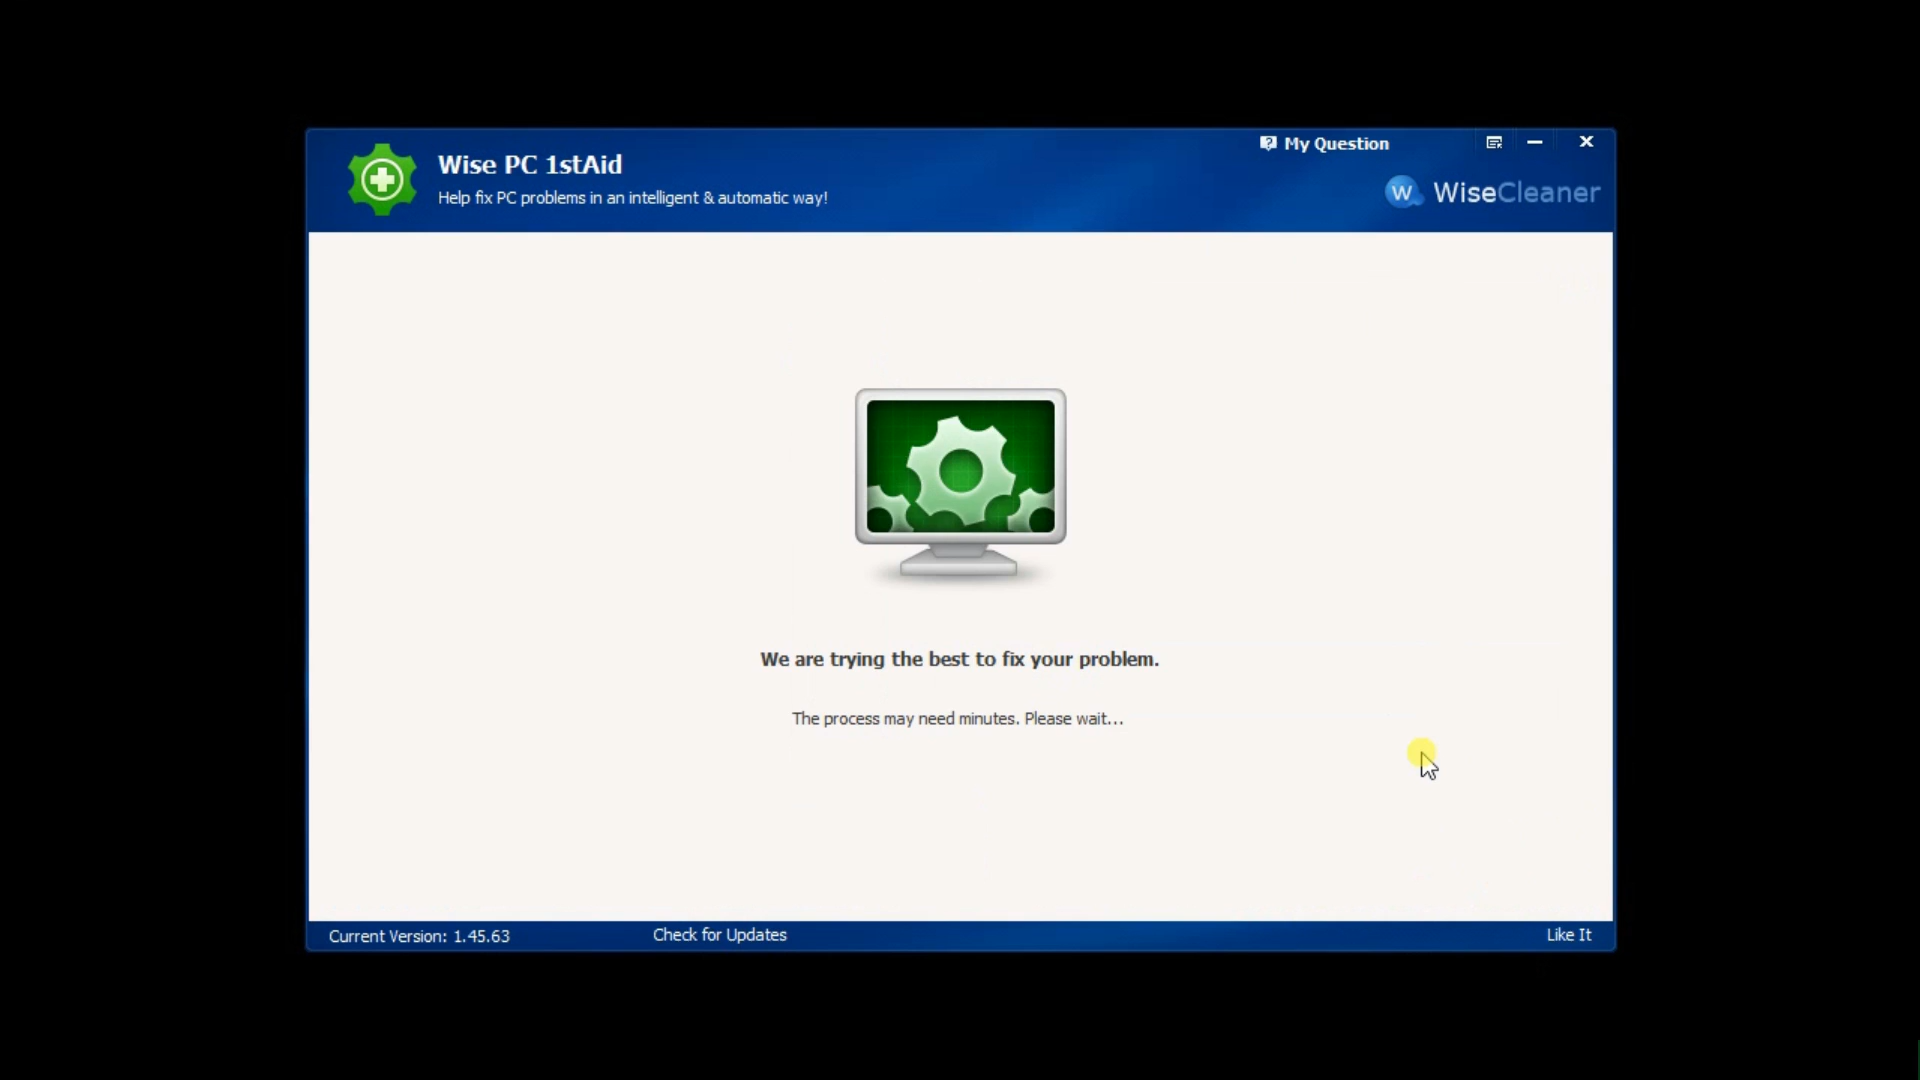 My Question
Wise PC 1stAid
Help fix PC problems in an intelligent & automatic way!
W WiseCleaner
We are trying the best to fix your problem.
The process may need minutes. Please wait...
Current Version: 1.45.63
Check for Updates
Like It